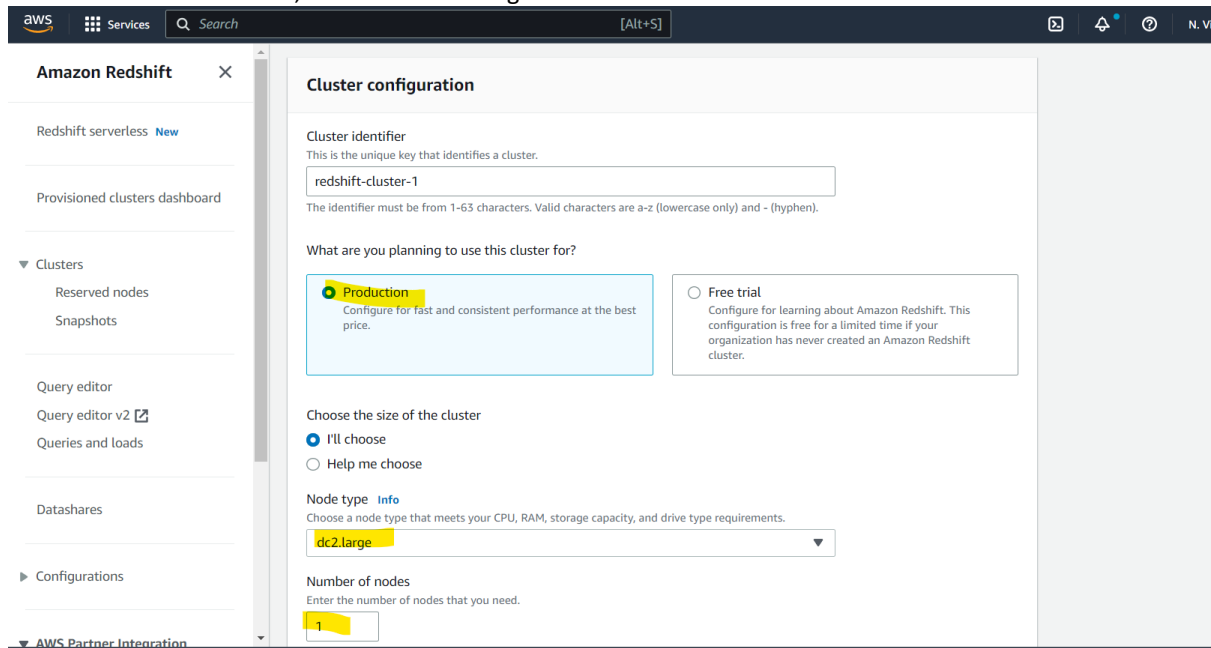 aws
Services
Search
[Alt+S]
N. Vi
Amazon Redshift
Redshift serverless New
Provisioned clusters dashboard
Clusters
Reserved nodes
Snapshots
Query editor
Query editor v2
Queries and loads
Datashares
Configurations
AWS Partner Integration
Cluster configuration
Cluster identifier
This is the unique key that identifies a cluster.
redshift-cluster-1
The identifier must be from 1-63 characters. Valid characters are a-z (lowercase only) and - (hyphen).
What are you planning to use this cluster for?
Production
Configure for fast and consistent performance at the best
price.
Free trial
Configure for learning about Amazon Redshift. This
configuration is free for a limited time if your
organization has never created an Amazon Redshift
cluster.
Choose the size of the cluster
I'll choose
Help me choose
Node type Info
Choose a node type that meets your CPU, RAM, storage capacity, and drive type requirements.
dc2.large
Number of nodes
Enter the number of nodes that you need.
1